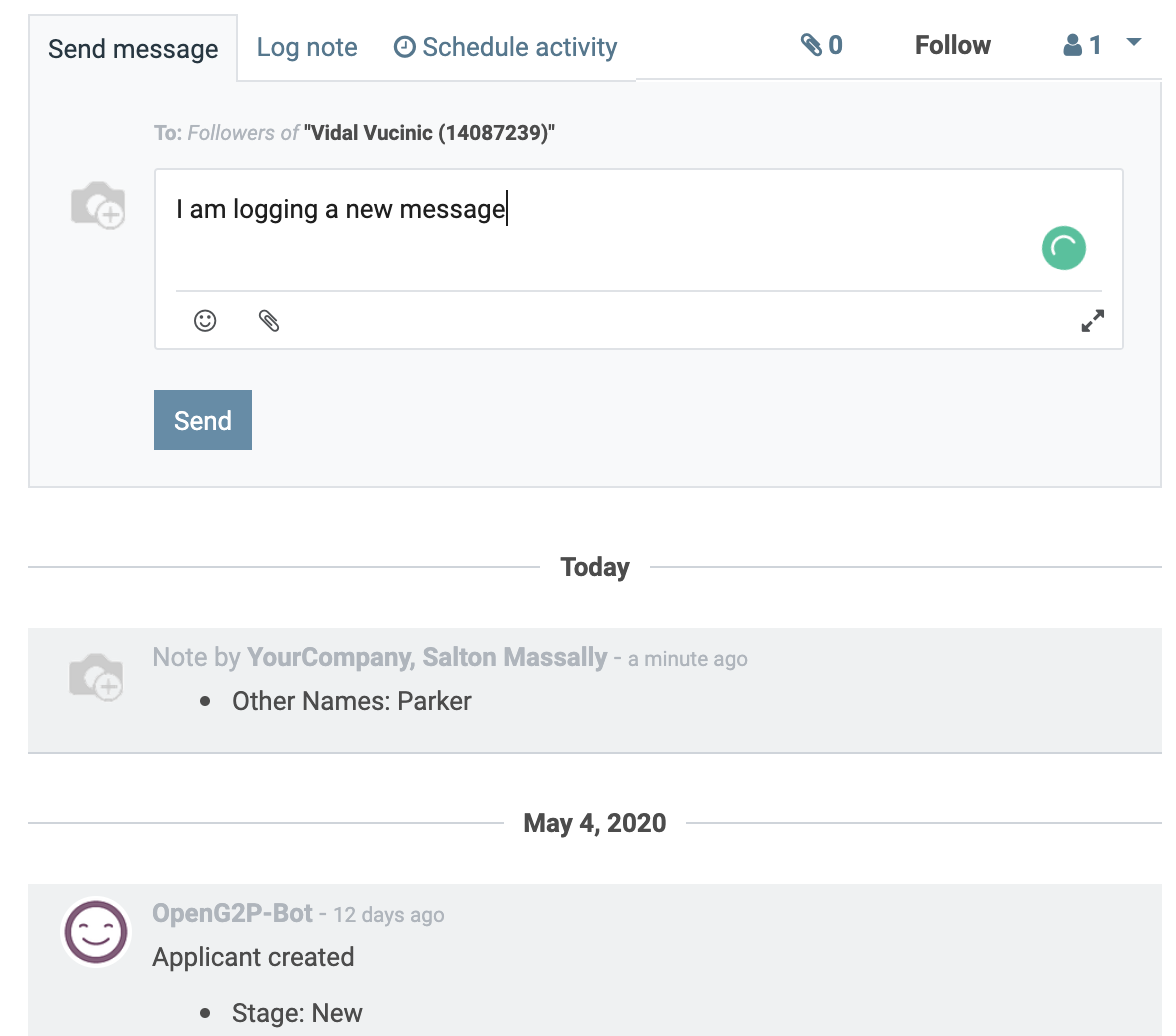 Send message Log note Schedule activity 0 Follow 1
To: Followers of "Vidal Vucinic (14087239)"
I am logging a new message
Send
Today
Note by YourCompany, Salton Massally - a minute ago
• Other Names: Parker
May 4, 2020
OpenG2P-Bot - 12 days ago
Applicant created
• Stage: New